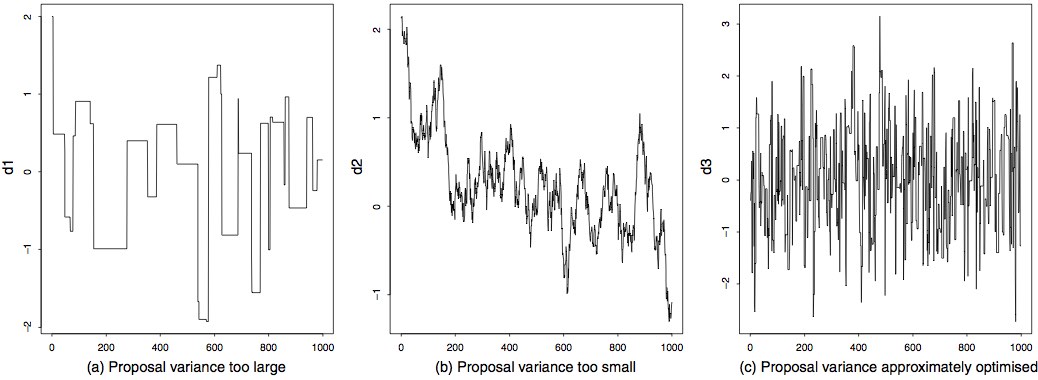 d1
2
1
0
-1
-2
0 200 400 600 800 1000
(a) Proposal variance too large
d2
2
1
0
-1
0 200 400 600 800 1000
(b) Proposal variance too small
d3
3
2
1
0
-1
-2
0 200 400 600 800 1000
(c) Proposal variance approximately optimised